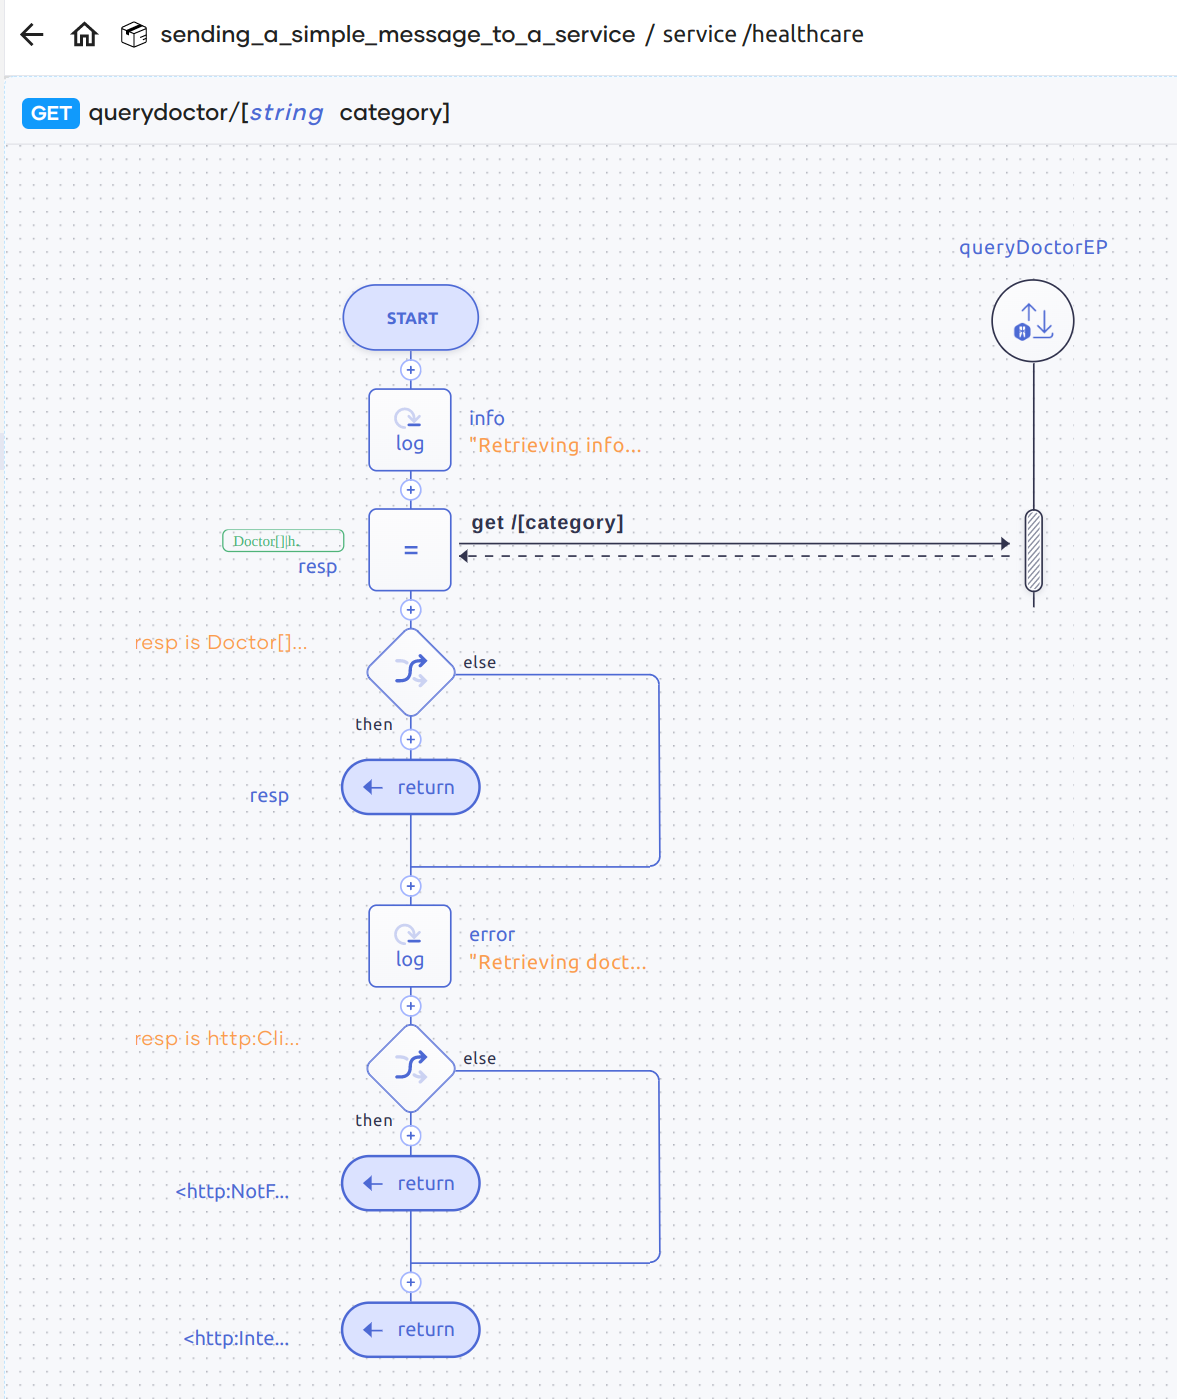 sending_a_simple_message_to_a_service / service /healthcare
GET querydoctor/[string category]
queryDoctorEP
START
log
info
"Retrieving info...
get /[category]
Doctor[]|h.
resp
=
resp is Doctor[]...
else
then
return
resp
log
error
"Retrieving doct...
resp is http:Cli...
else
then
return
<http:NotF...
return
<http:Inte...